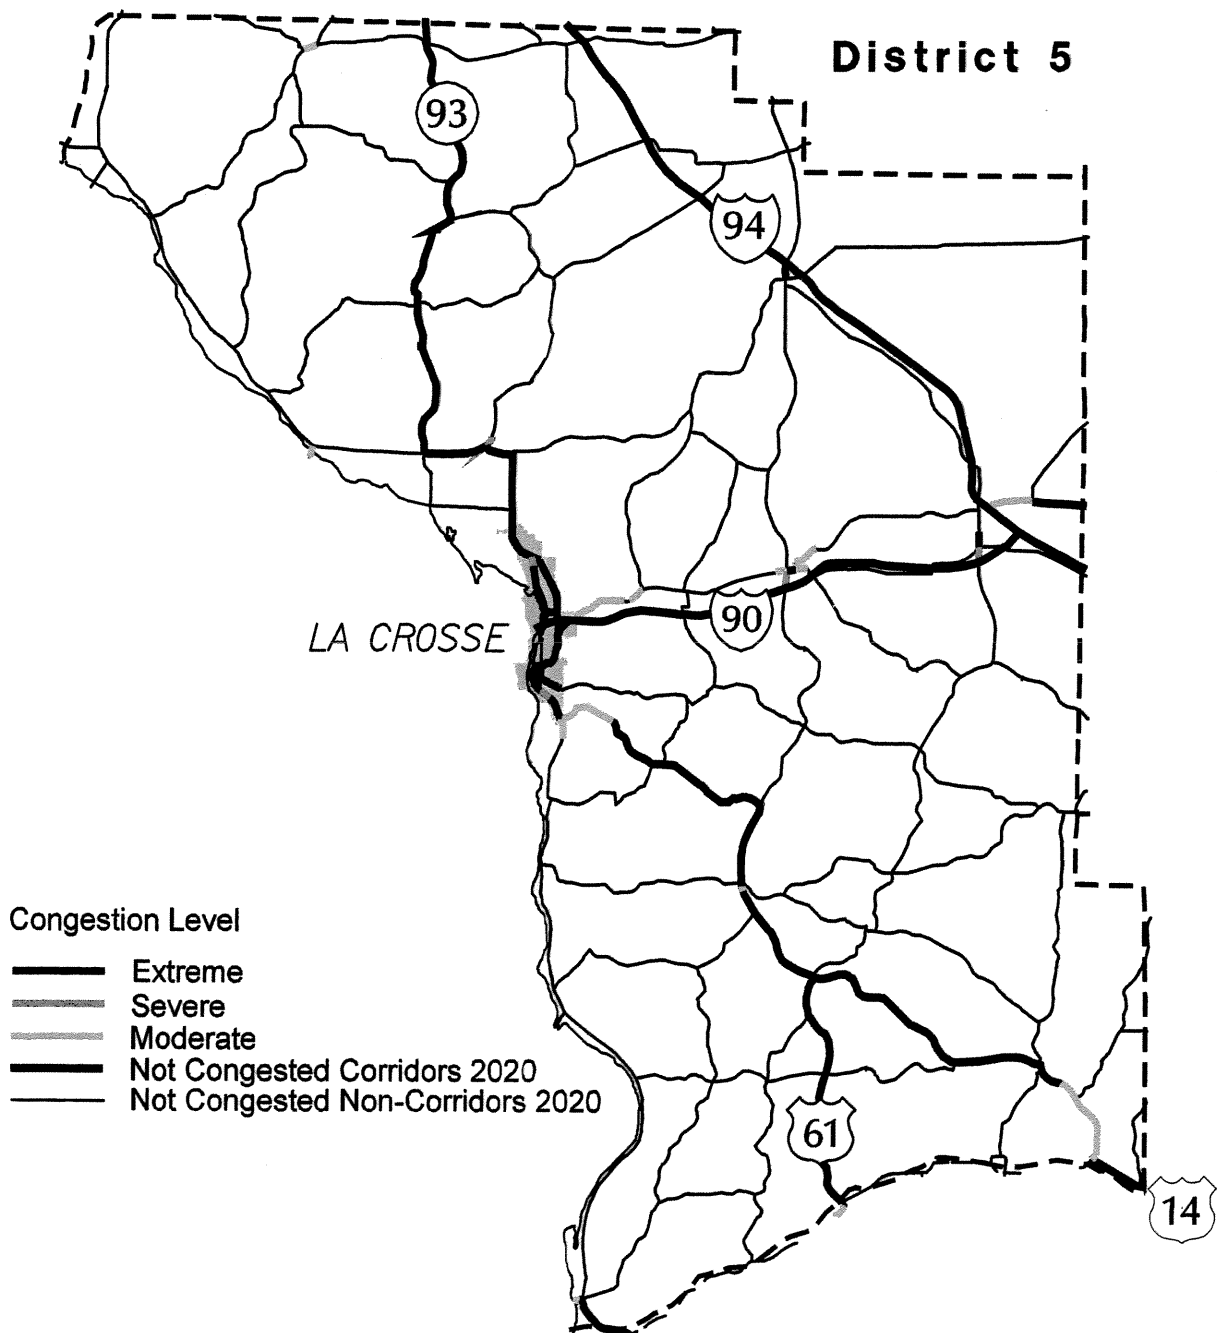 District 5
93
94
90
LA CROSSE
Congestion Level
Extreme
Severe
Moderate
Not Congested Corridors 2020
Not Congested Non-Corridors 2020
61
14